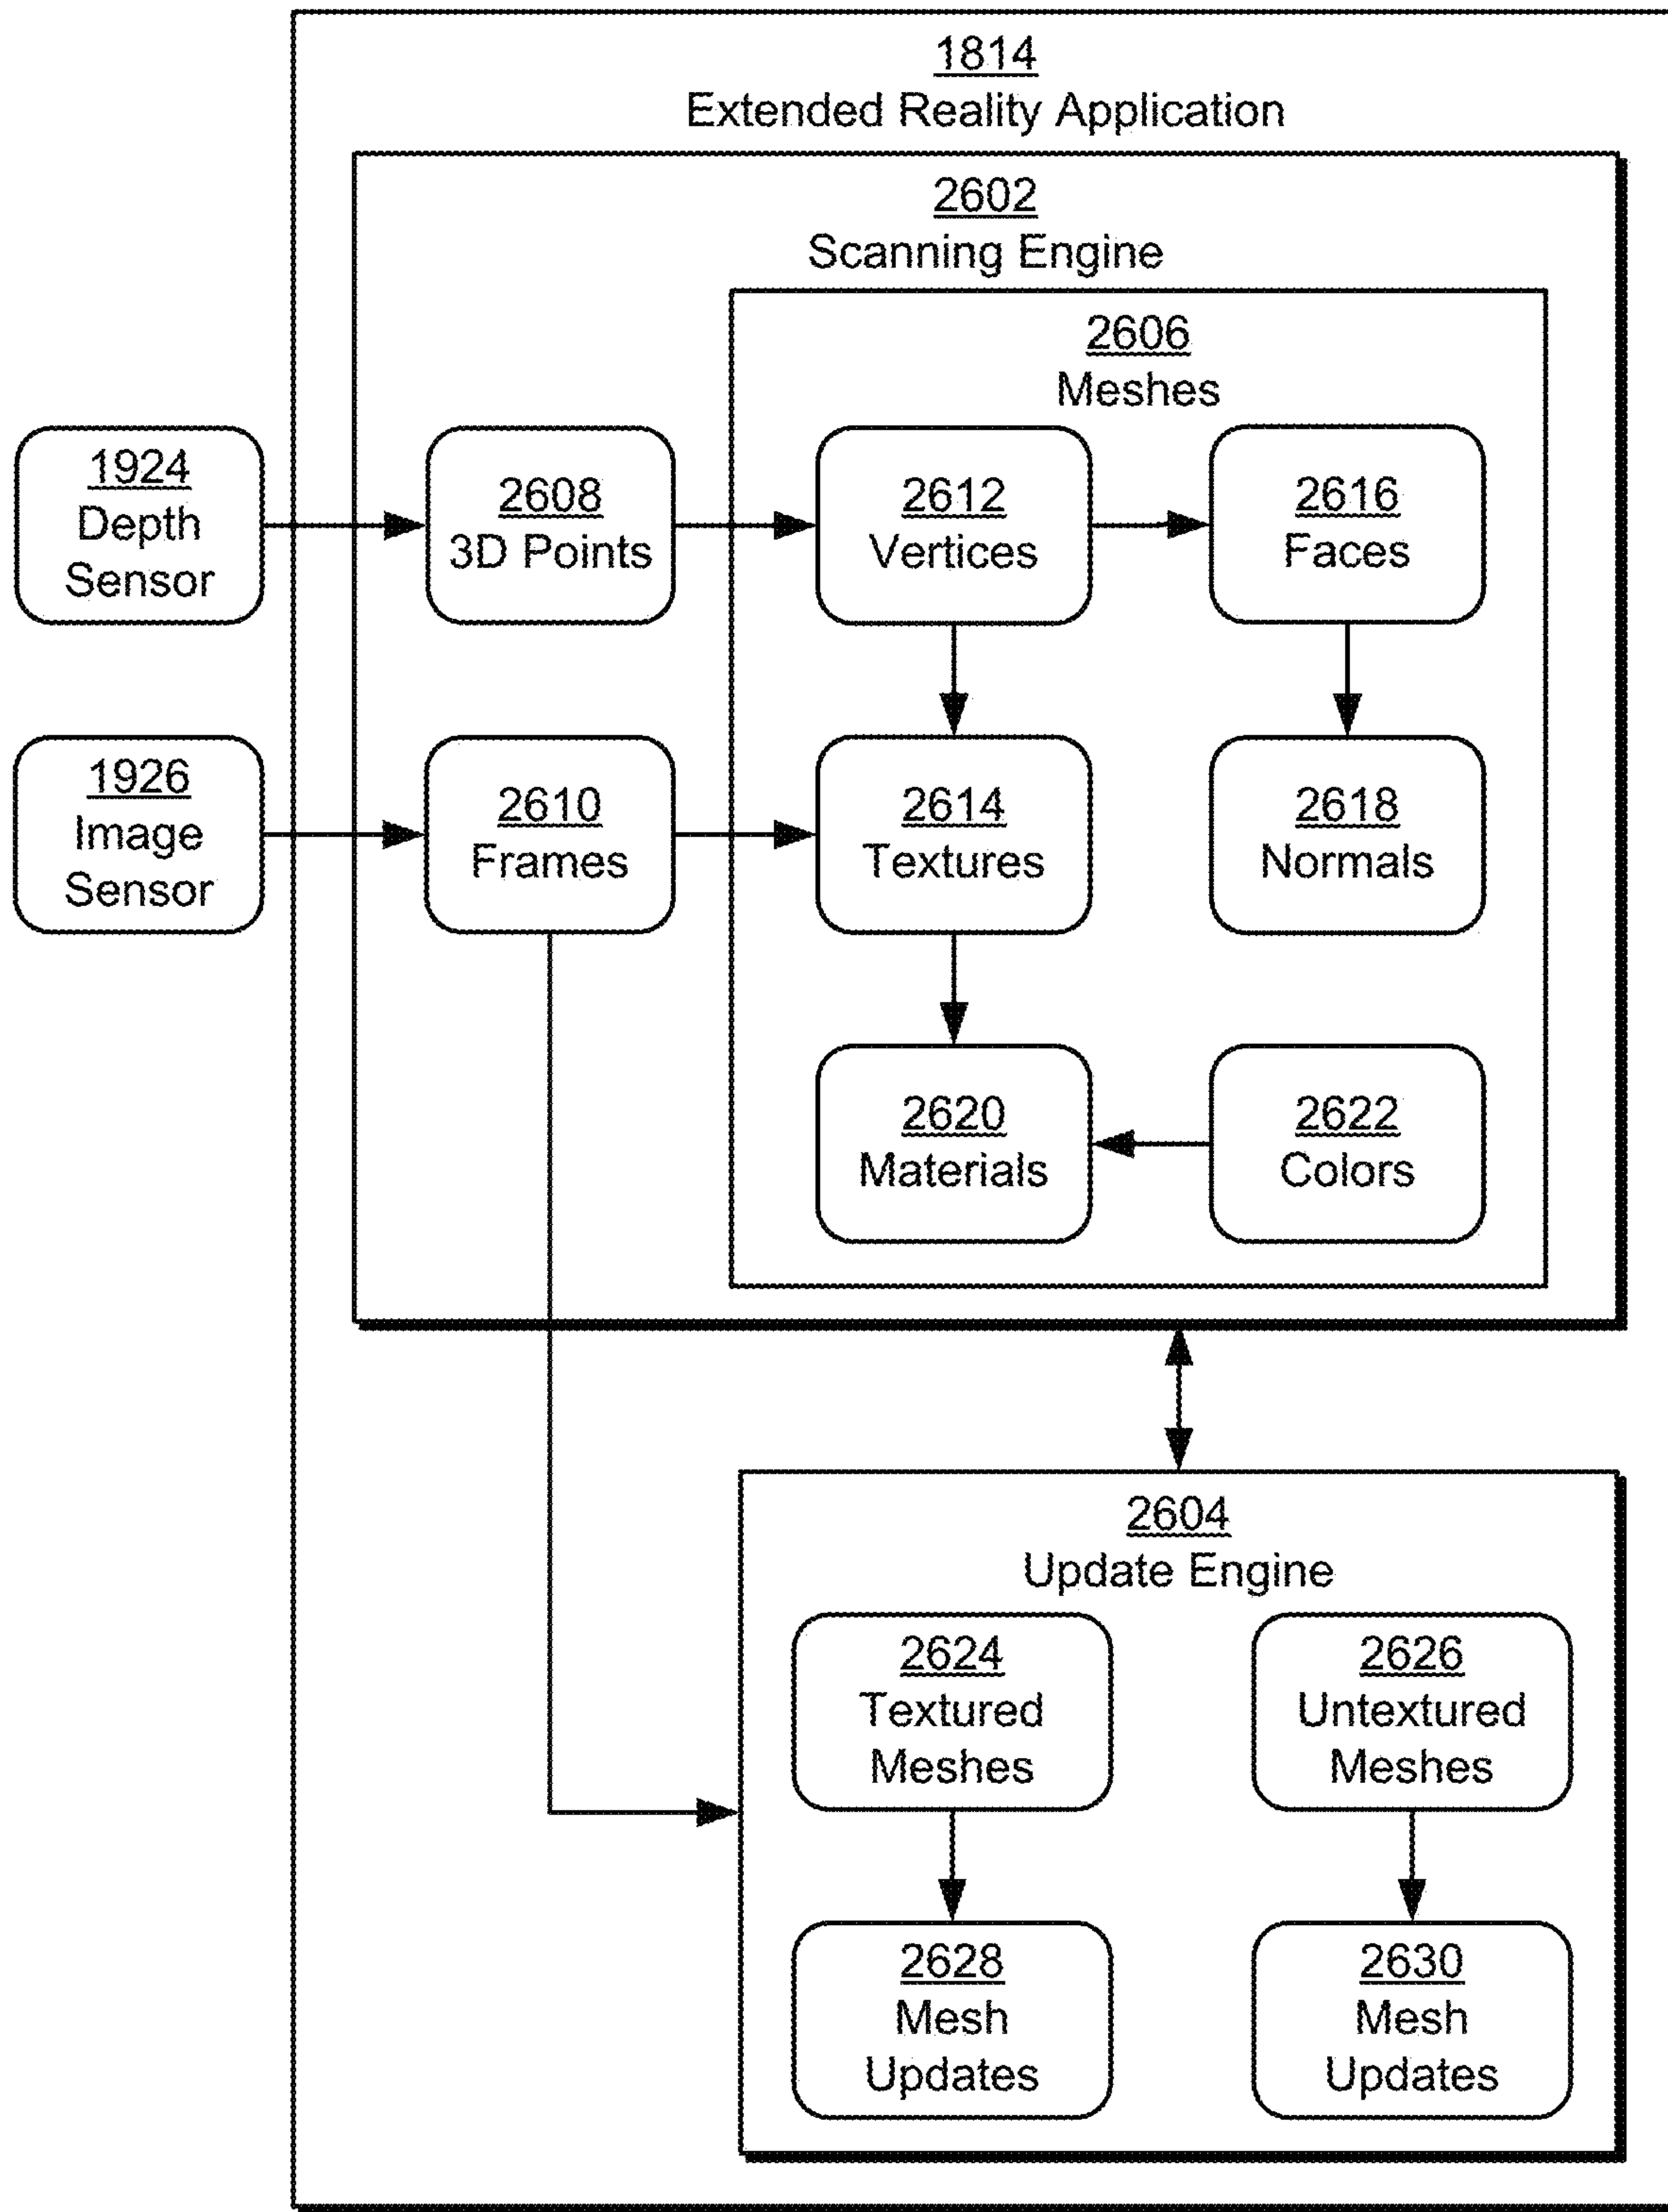 1814
Extended Reality Application
2602
Scanning Engine
2606
Meshes
1924
Depth
Sensor
2608
3D Points
2612
Vertices
2616
Faces
1926
Image
Sensor
2610
Frames
2614
Textures
2618
Normals
2620
Materials
2622
Colors
2604
Update Engine
2624
Textured
Meshes
2626
Untextured
Meshes
2628
Mesh
Updates
2630
Mesh
Updates